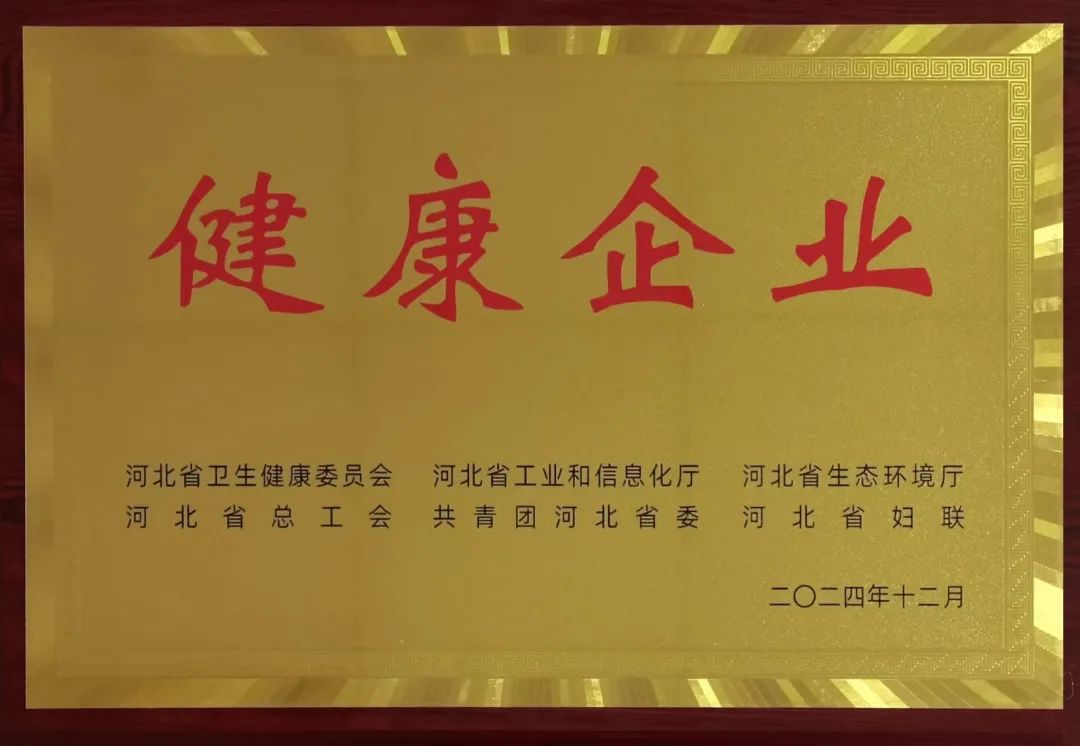 健康企业
河北省卫生健康委员会 河北省工业和信息化厅 河北省生态环境厅
河北省总工会 共青团河北省委 河北省妇联
二〇二四年十二月